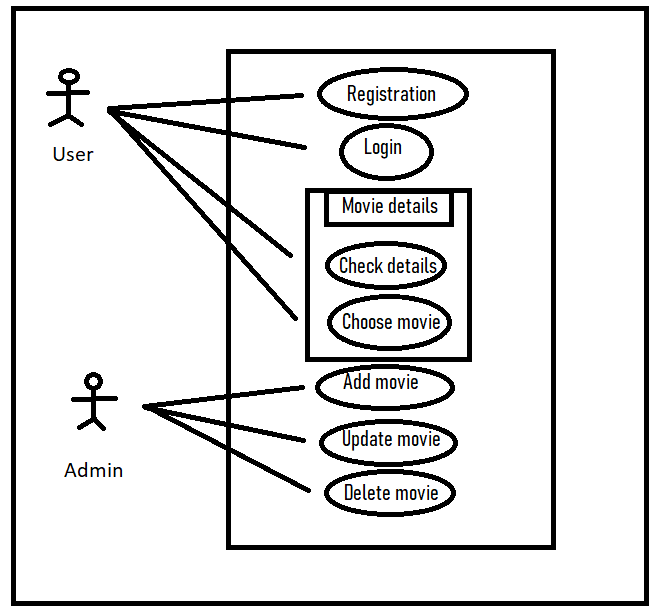 Registration
User
Login
Movie details
Check details
Choose movie
Add movie
Admin
Update movie
Delete movie